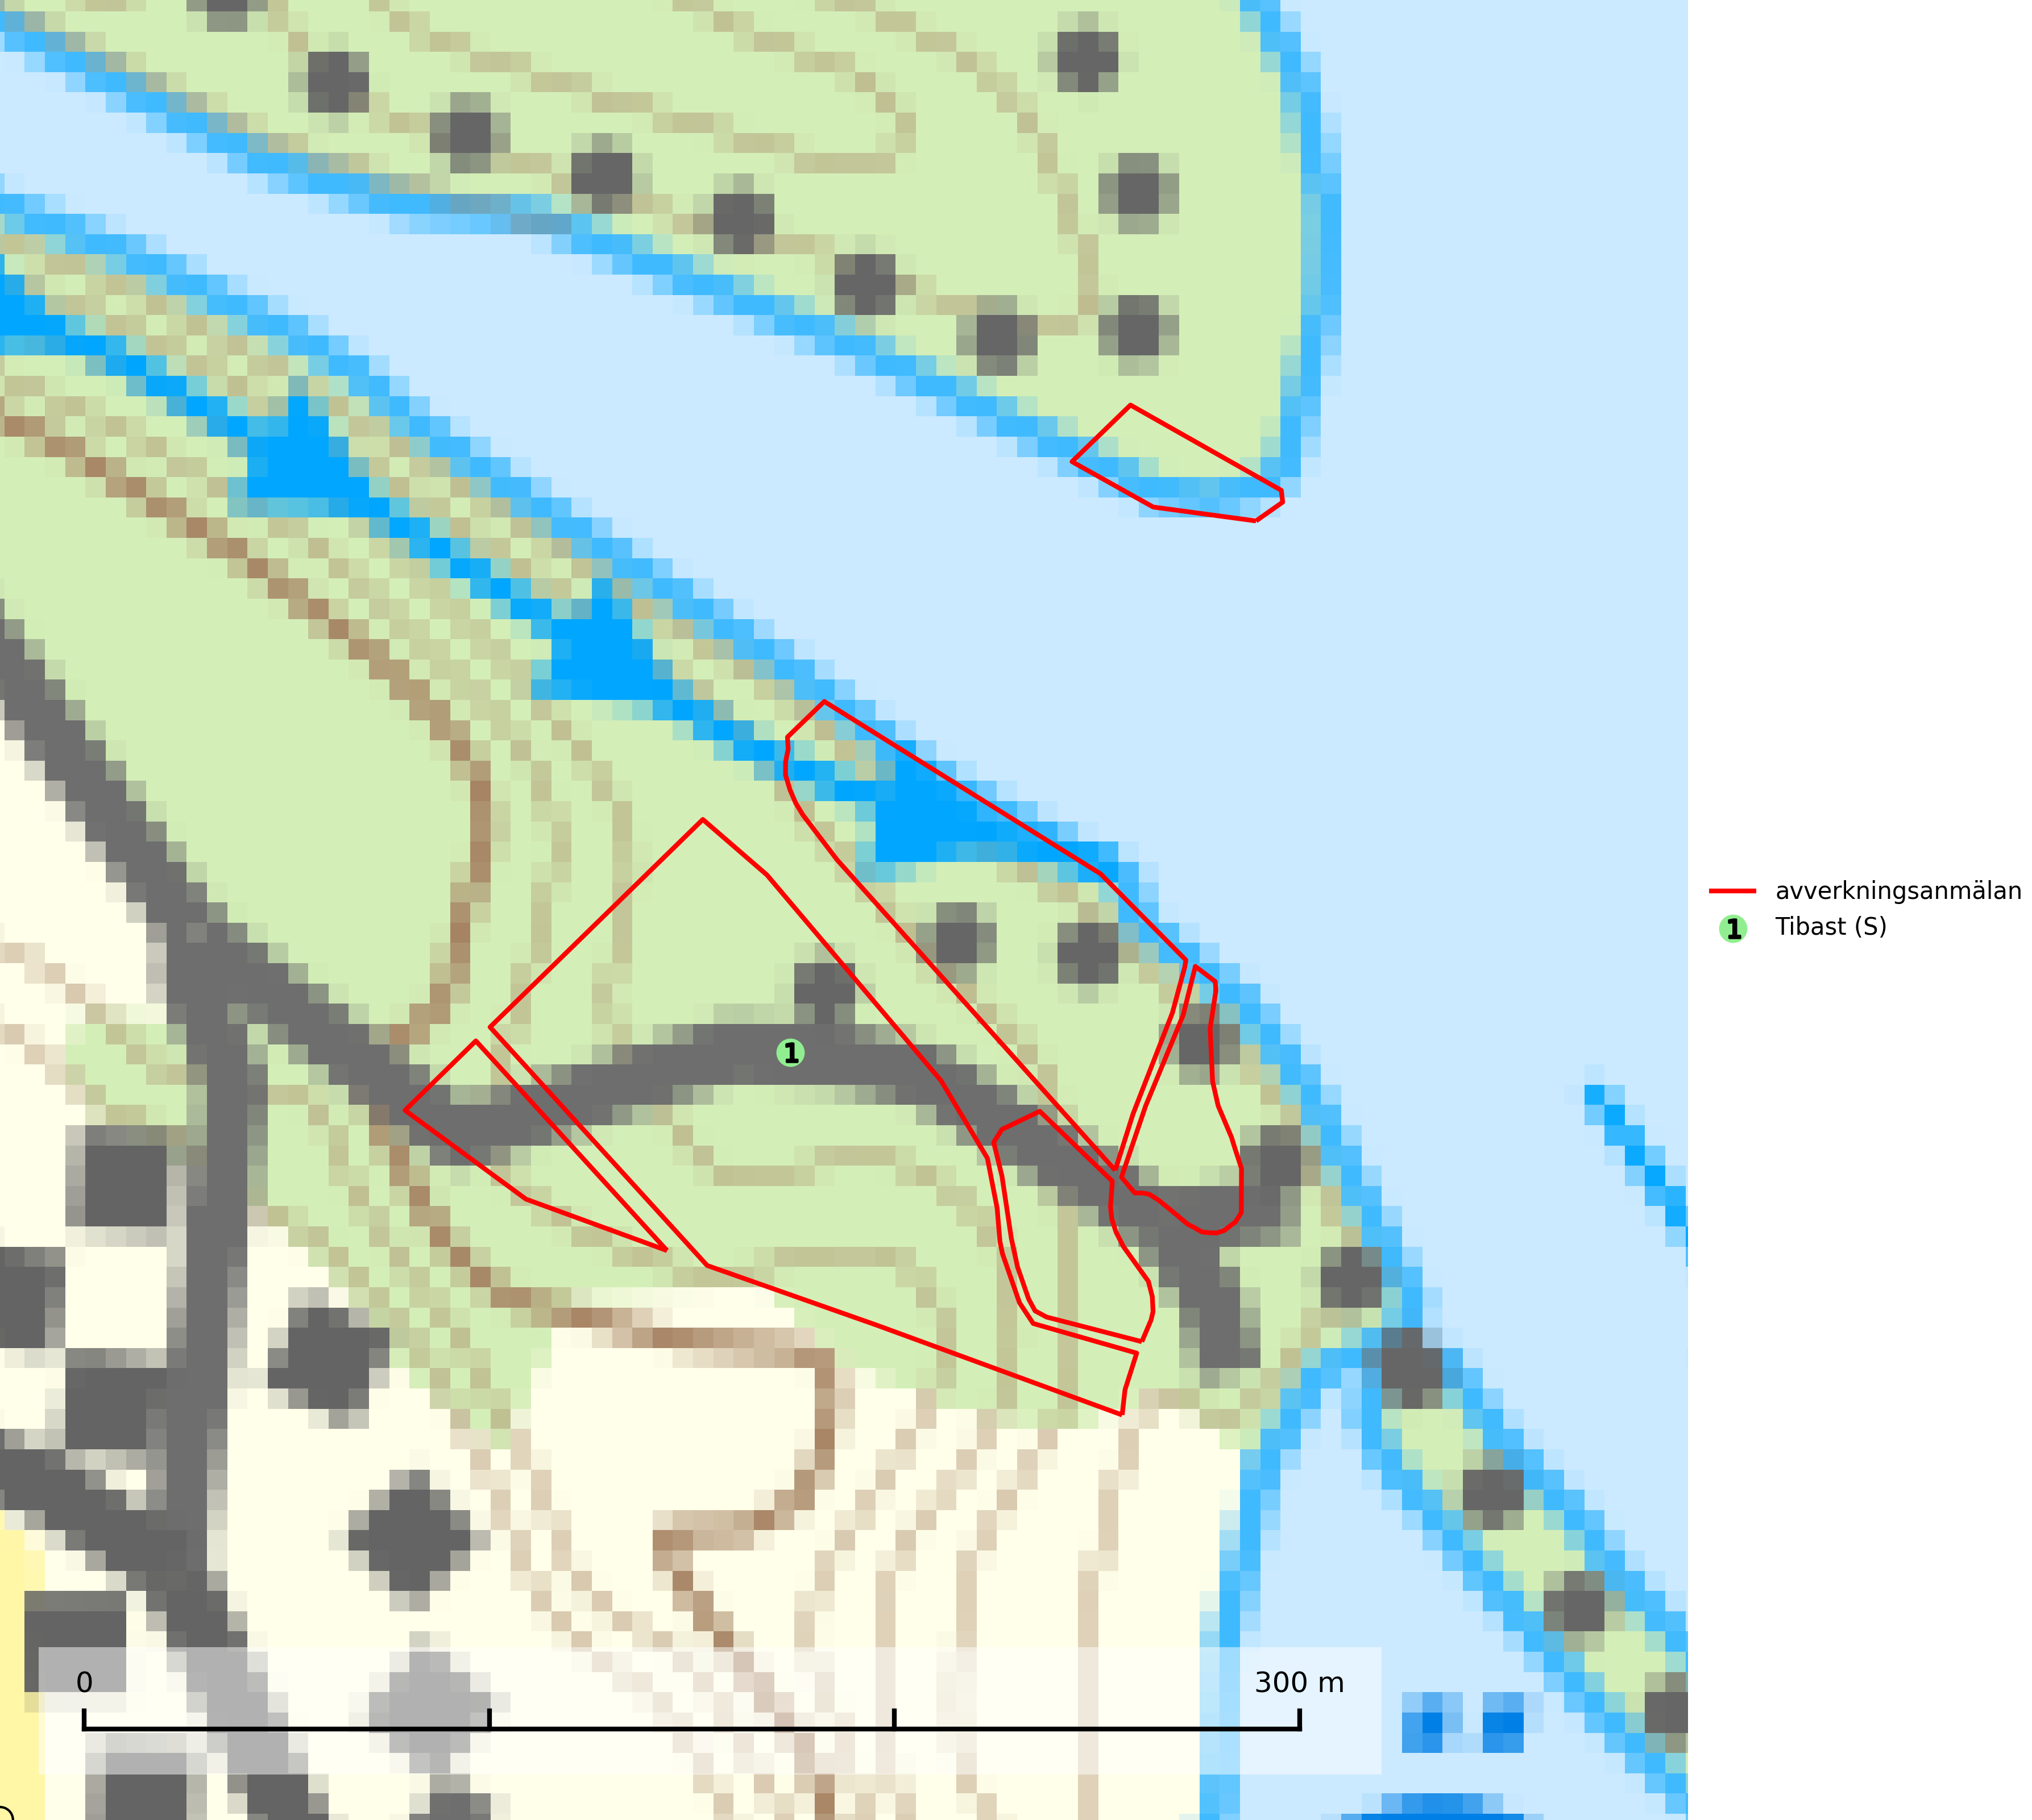 avverkningsanmälan
1 Tibast (S)
1
0 300 m